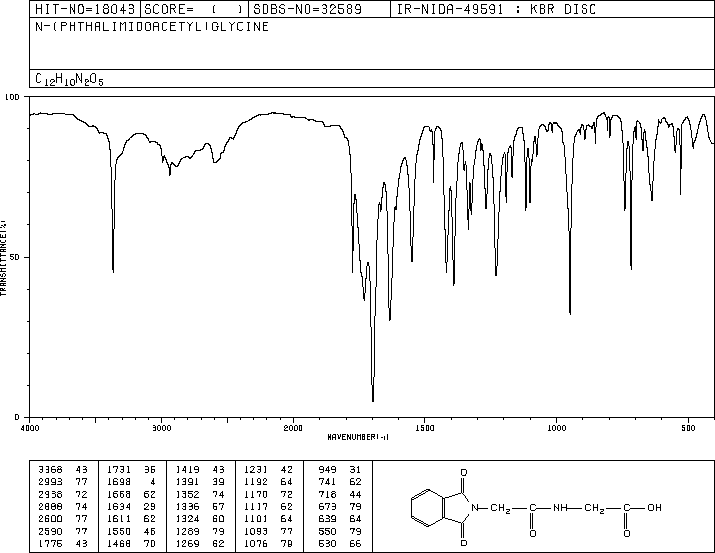 HIT-NO=18043 SCORE= ( ) SDBS-NO=32589 IR-NIDA-49591 : KBR DISC
N-(PHTHALIMIDOACETYL)GLYCINE
C12H10N2O5
100
TRANSMITTANCE(%)
50
0
4000 3000 2000 1500 1000 500
WAVENUMBER(-1)
3368 43 1731 36 1419 43 1231 42 949 31
2993 77 1698 4 1391 39 1192 64 741 62
2938 72 1668 62 1352 74 1170 72 718 44
2888 74 1634 29 1336 57 1117 62 673 79
2600 77 1611 62 1324 60 1101 64 639 64
2590 77 1550 46 1289 79 1093 77 550 79
1775 43 1468 70 1269 62 1076 79 530 66
O
N-CH2-C-NH-CH2-C-OH
O O O